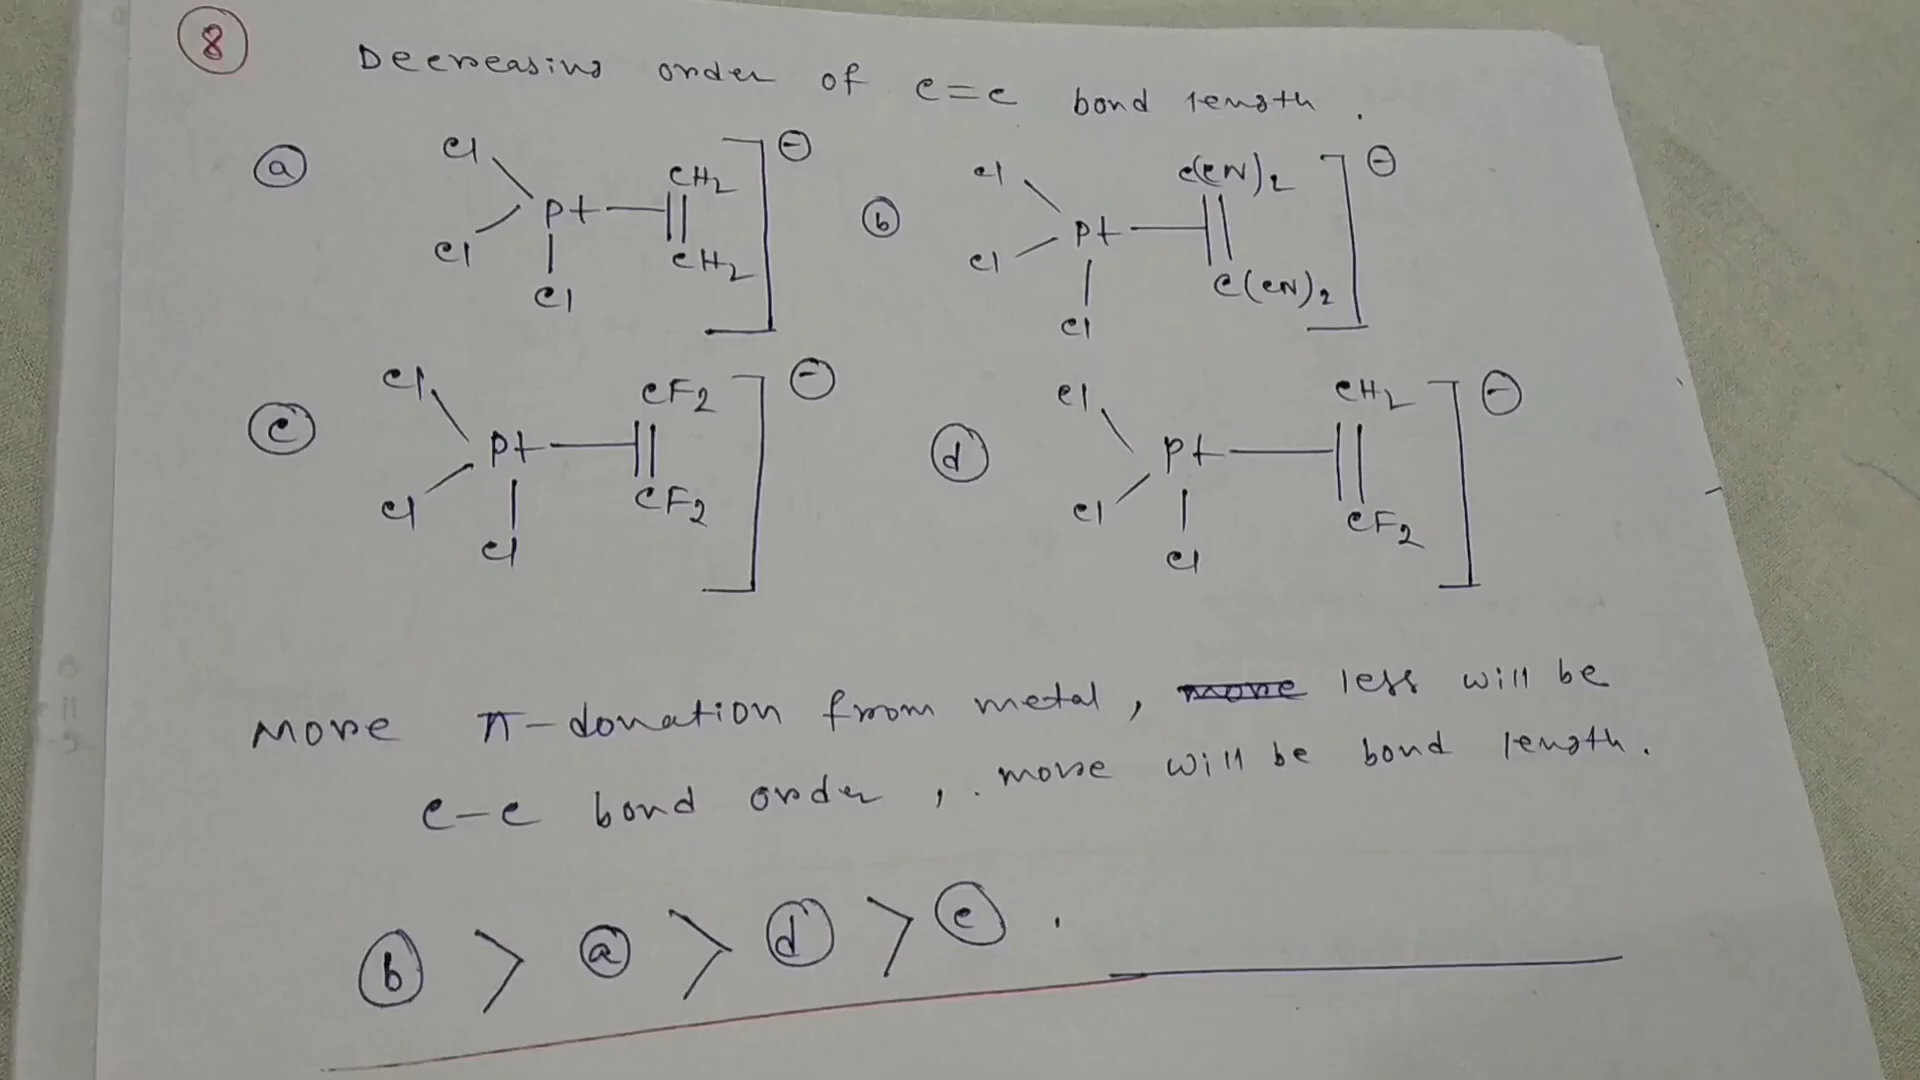 8 Decreasing order of c=c bond length.
a Cl Cl Pt Cl CH2 CH2 ⊖
b Cl Cl Pt Cl C(CN)2 C(CN)2 ⊖
c Cl Cl Pt Cl CF2 CF2 ⊖
d Cl Cl Pt Cl CH2 CF2 ⊖
More π-donation from metal, more less will be
c-c bond order, . more will be bond length.
b > a > d > c .